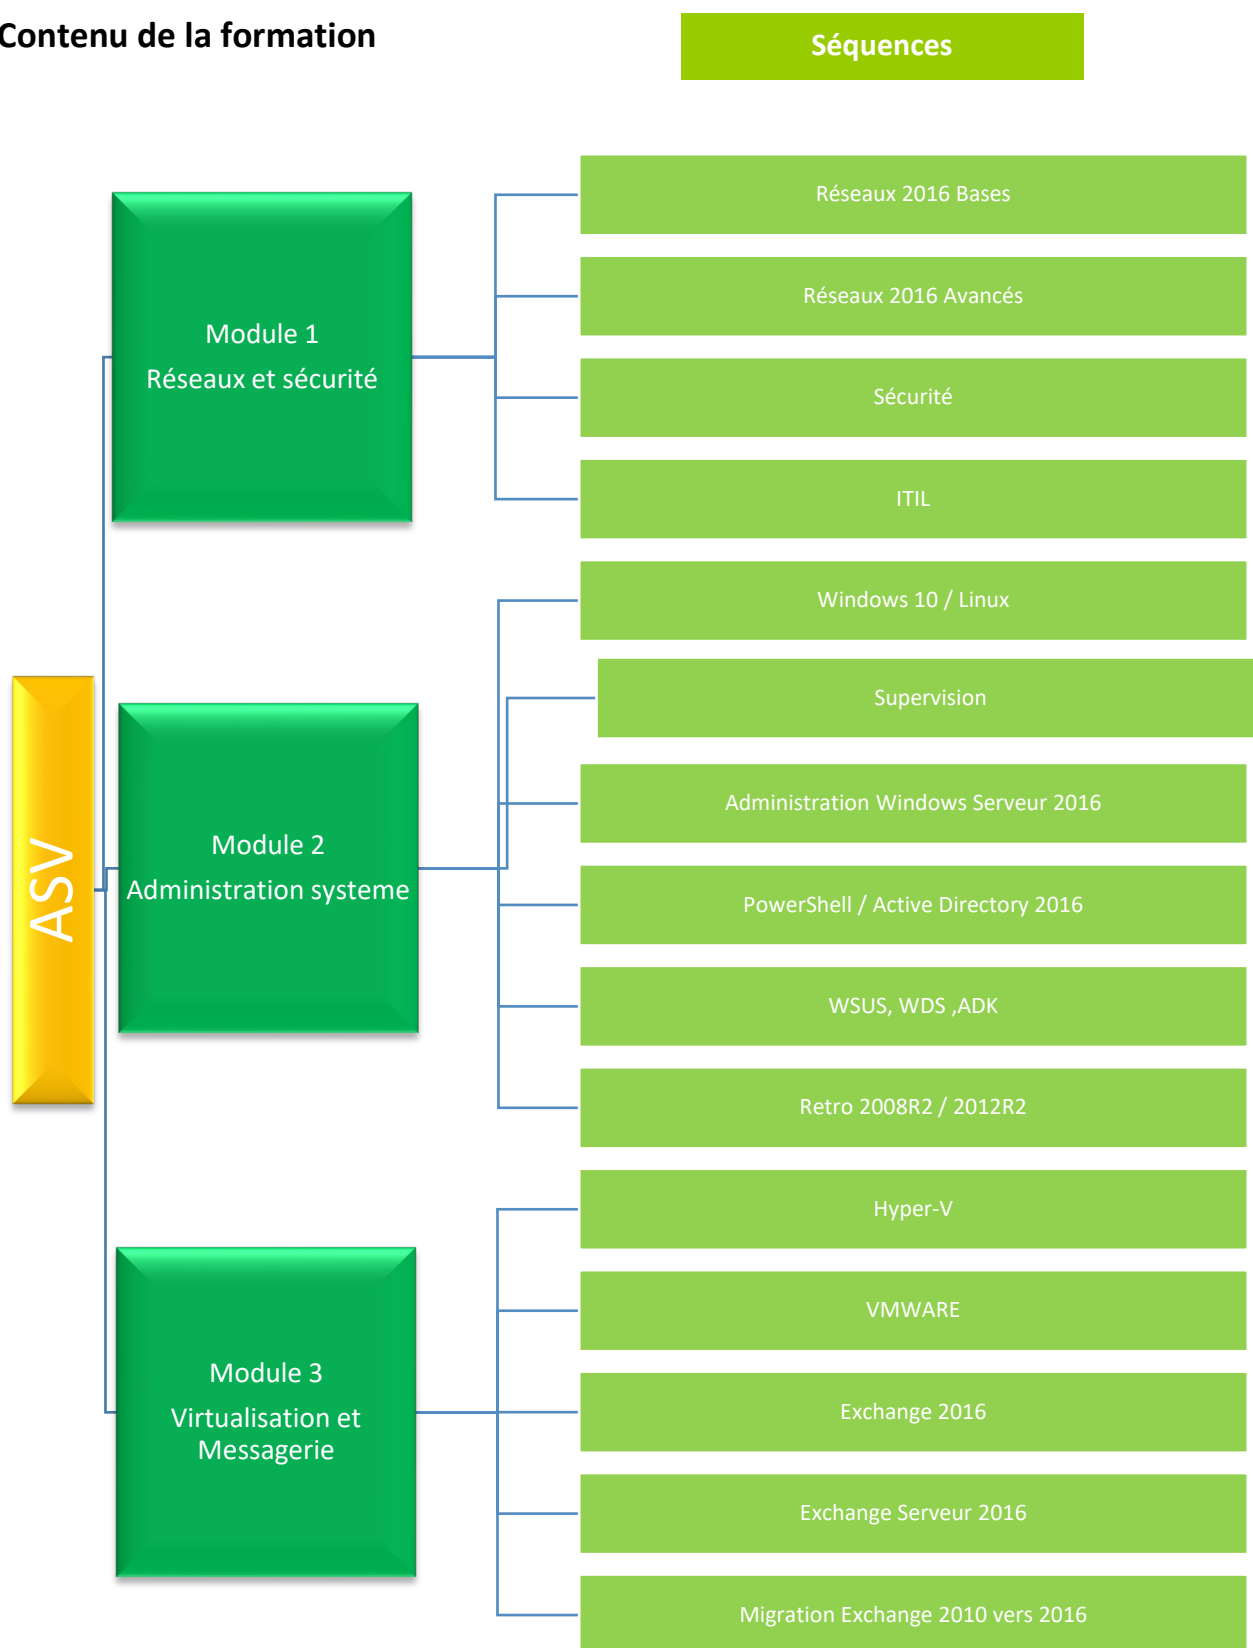 Contenu de la formation
Séquences
ASV
Module 1
Réseaux et sécurité
Réseaux 2016 Bases
Réseaux 2016 Avancés
Sécurité
ITIL
Module 2
Administration systeme
Windows 10 / Linux
Supervision
Administration Windows Serveur 2016
PowerShell / Active Directory 2016
WSUS, WDS ,ADK
Retro 2008R2 / 2012R2
Module 3
Virtualisation et
Messagerie
Hyper-V
VMWARE
Exchange 2016
Exchange Serveur 2016
Migration Exchange 2010 vers 2016